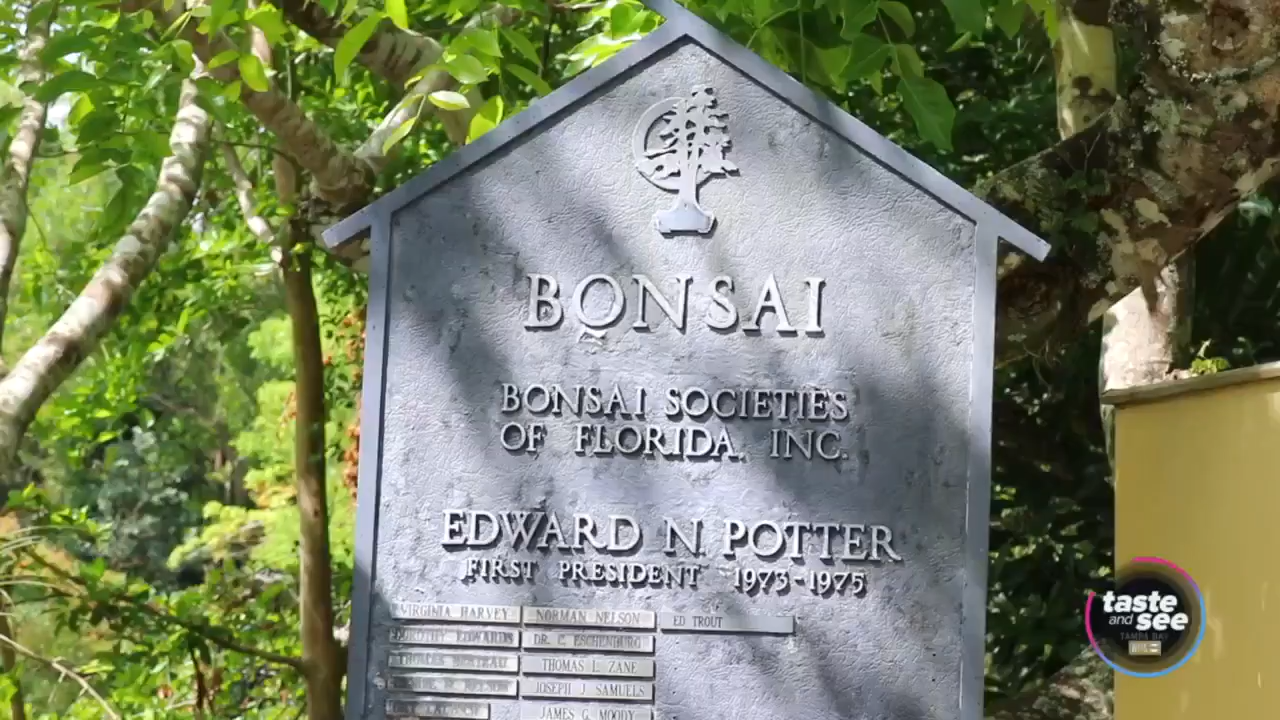 BONSAI
BONSAI SOCIETIES
OF FLORIDA, INC.
EDWARD N. POTTER
FIRST PRESIDENT 1973-1975
VIRGINIA HARVEY
NORMAN NELSON
ED TROUT
DOROTHY EDWARDS
DR. C. ESCHENBURG
THOMAS
THOMAS L. ZANE
JOSEPH J SAMUELS
JAMES G. MOODY
taste
and see
TAMPA BAY